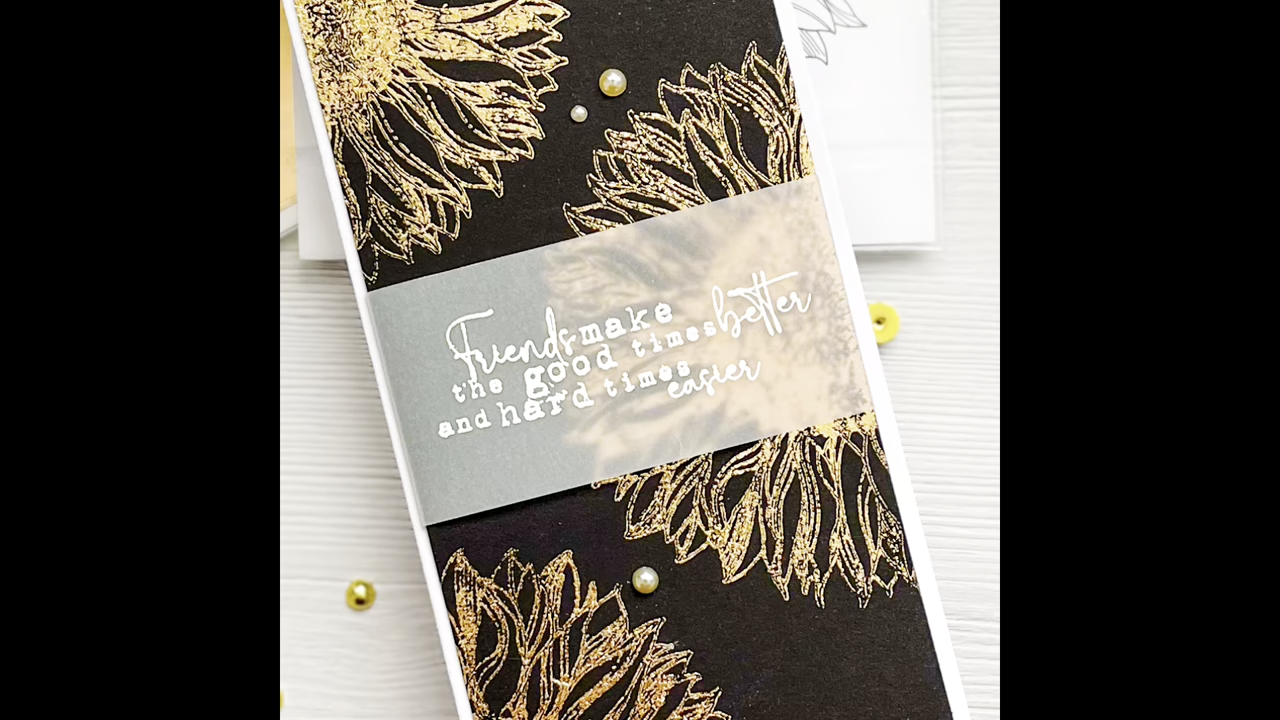 Friends make
the good times better
and hard times easier